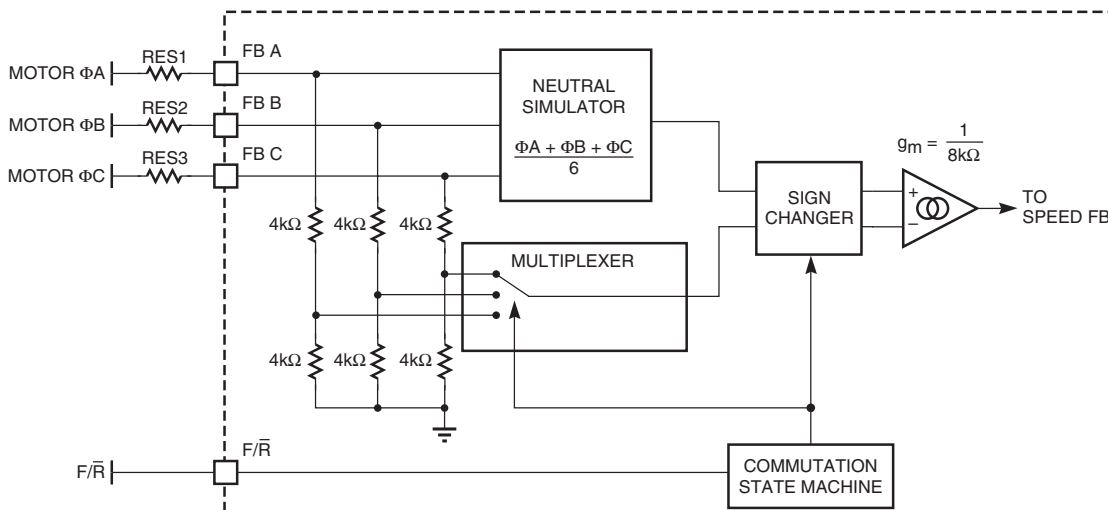 FB A
RES1
MOTOR ΦA
FB B
RES2
MOTOR ΦB
FB C
RES3
MOTOR ΦC
NEUTRAL
SIMULATOR
ΦA + ΦB + ΦC
6
gm = 1
8kΩ
SIGN
CHANGER
+
–
TO
SPEED FB
4kΩ 4kΩ 4kΩ
MULTIPLEXER
4kΩ 4kΩ 4kΩ
F/R̅
F/R̅
COMMUTATION
STATE MACHINE